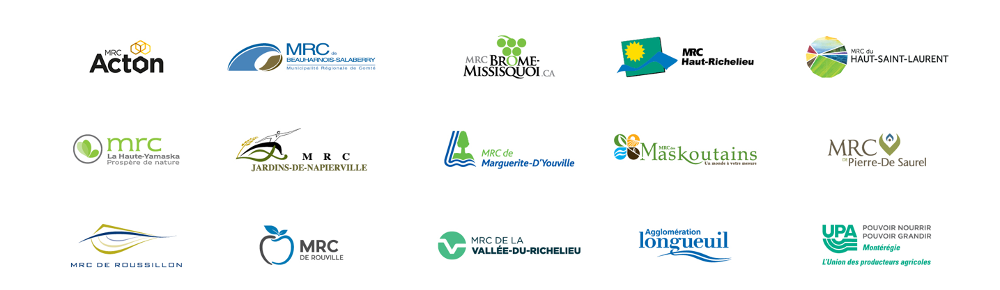 MRC
Acton
MRC de
BEAUHARNOIS-SALABERRY
Municipalité Régionale de Comté
MRC BROME-
MISSISQUOI.CA
MRC
Haut-Richelieu
MRC du
HAUT-SAINT-LAURENT
mrc
La Haute-Yamaska
Prospère de nature
M R C
JARDINS-DE-NAPIERVILLE
MRC de
Marguerite-D'Youville
MRC des
Maskoutains
Un monde à votre mesure
MRC
DE Pierre-De Saurel
MRC DE ROUSSILLON
MRC
DE ROUVILLE
MRC DE LA
VALLÉE-DU-RICHELIEU
Agglomération
longueuil
UPA
POUVOIR NOURRIR
POUVOIR GRANDIR
Montérégie
L'Union des producteurs agricoles